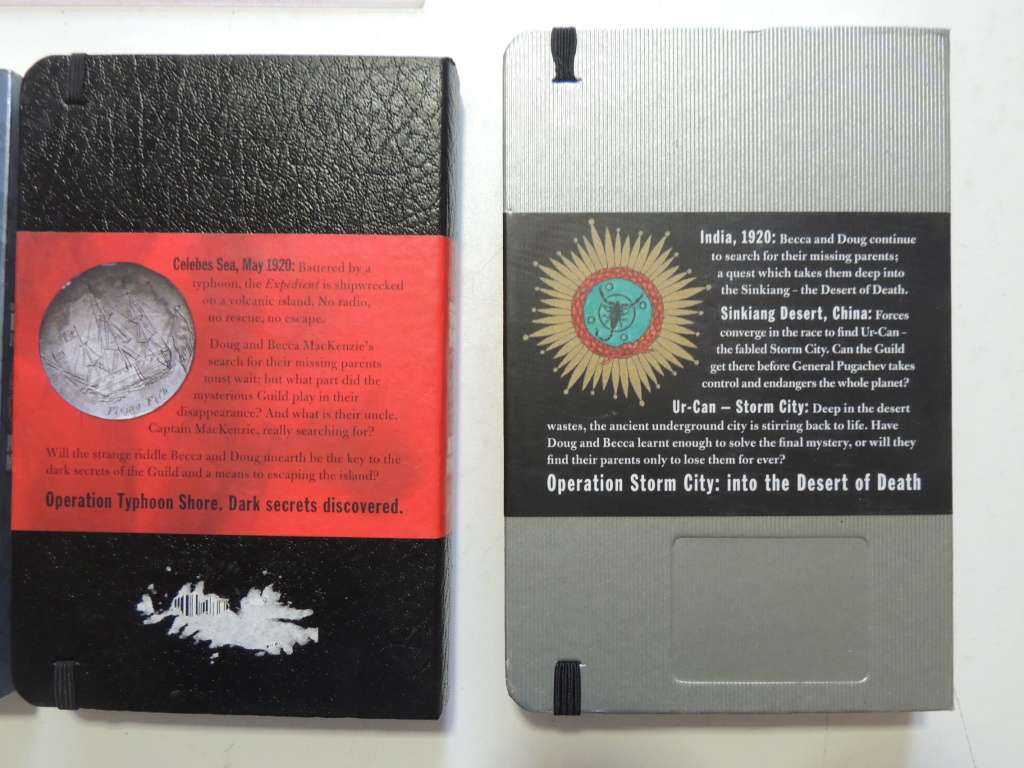 Celebes Sea, May 1920: Battered by a
typhoon, the Expedient is shipwrecked
on a volcanic island. No radio,
no rescue, no escape.
Doug and Becca MacKenzie's
search for their missing parents
must wait; but what part did the
mysterious Guild play in their
disappearance? And what is their uncle,
Captain MacKenzie, really searching for?
Will the strange riddle Becca and Doug unearth be the key to the
dark secrets of the Guild and a means to escaping the island?
Operation Typhoon Shore. Dark secrets discovered.
Flying Fish
India, 1920: Becca and Doug continue
to search for their missing parents;
a quest which takes them deep into
the Sinkiang – the Desert of Death.
Sinkiang Desert, China: Forces
converge in the race to find Ur-Can –
the fabled Storm City. Can the Guild
get there before General Pugachev takes
control and endangers the whole planet?
Ur-Can – Storm City: Deep in the desert
wastes, the ancient underground city is stirring back to life. Have
Doug and Becca learnt enough to solve the final mystery, or will they
find their parents only to lose them for ever?
Operation Storm City: into the Desert of Death